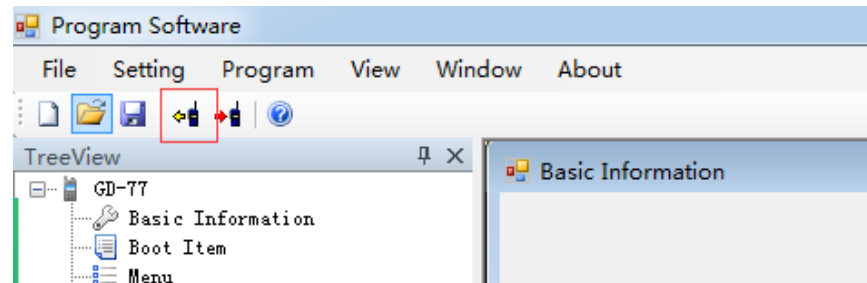 Program Software
File Setting Program View Window About
TreeView
Basic Information
GD-77
Basic Information
Boot Item
Menu